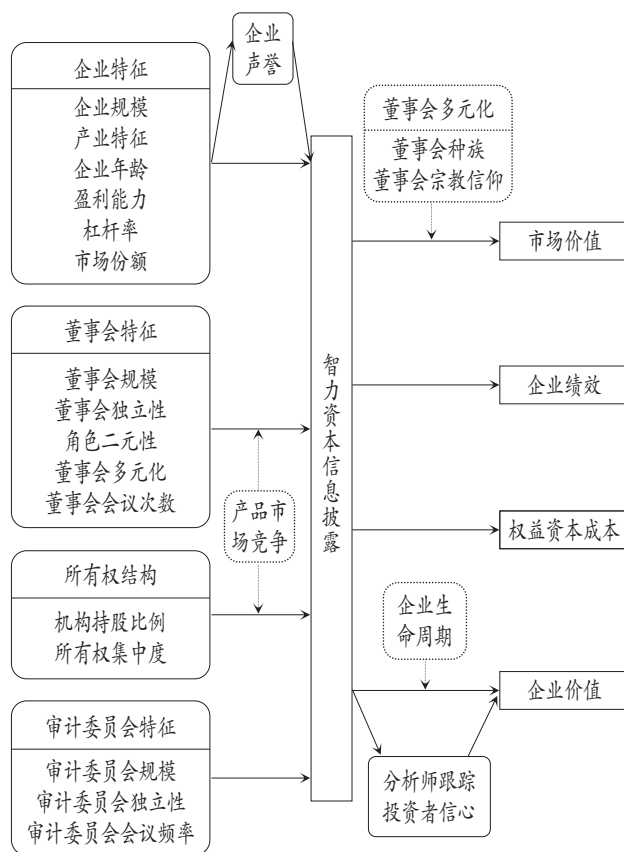 企业特征
企业规模
产业特征
企业年龄
盈利能力
杠杆率
市场份额
企业
声誉
董事会特征
董事会规模
董事会独立性
角色二元性
董事会多元化
董事会会议次数
产品市
场竞争
所有权结构
机构持股比例
所有权集中度
审计委员会特征
审计委员会规模
审计委员会独立性
审计委员会会议频率
智力资本信息披露
董事会多元化
董事会种族
董事会宗教信仰
市场价值
企业绩效
权益资本成本
企业生
命周期
企业价值
分析师跟踪
投资者信心